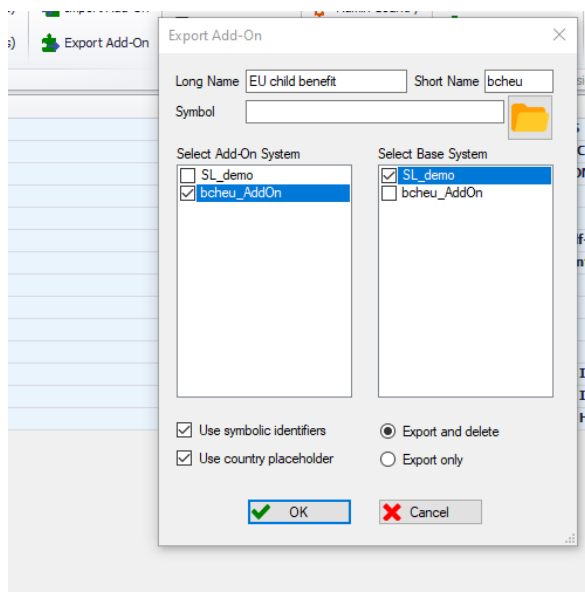 s)
Export Add-On
Export Add-On
Long Name EU child benefit Short Name bcheu
Symbol
Select Add-On System Select Base System
SL_demo SL_demo
bcheu_AddOn bcheu_AddOn
Use symbolic identifiers Export and delete
Use country placeholder Export only
OK Cancel